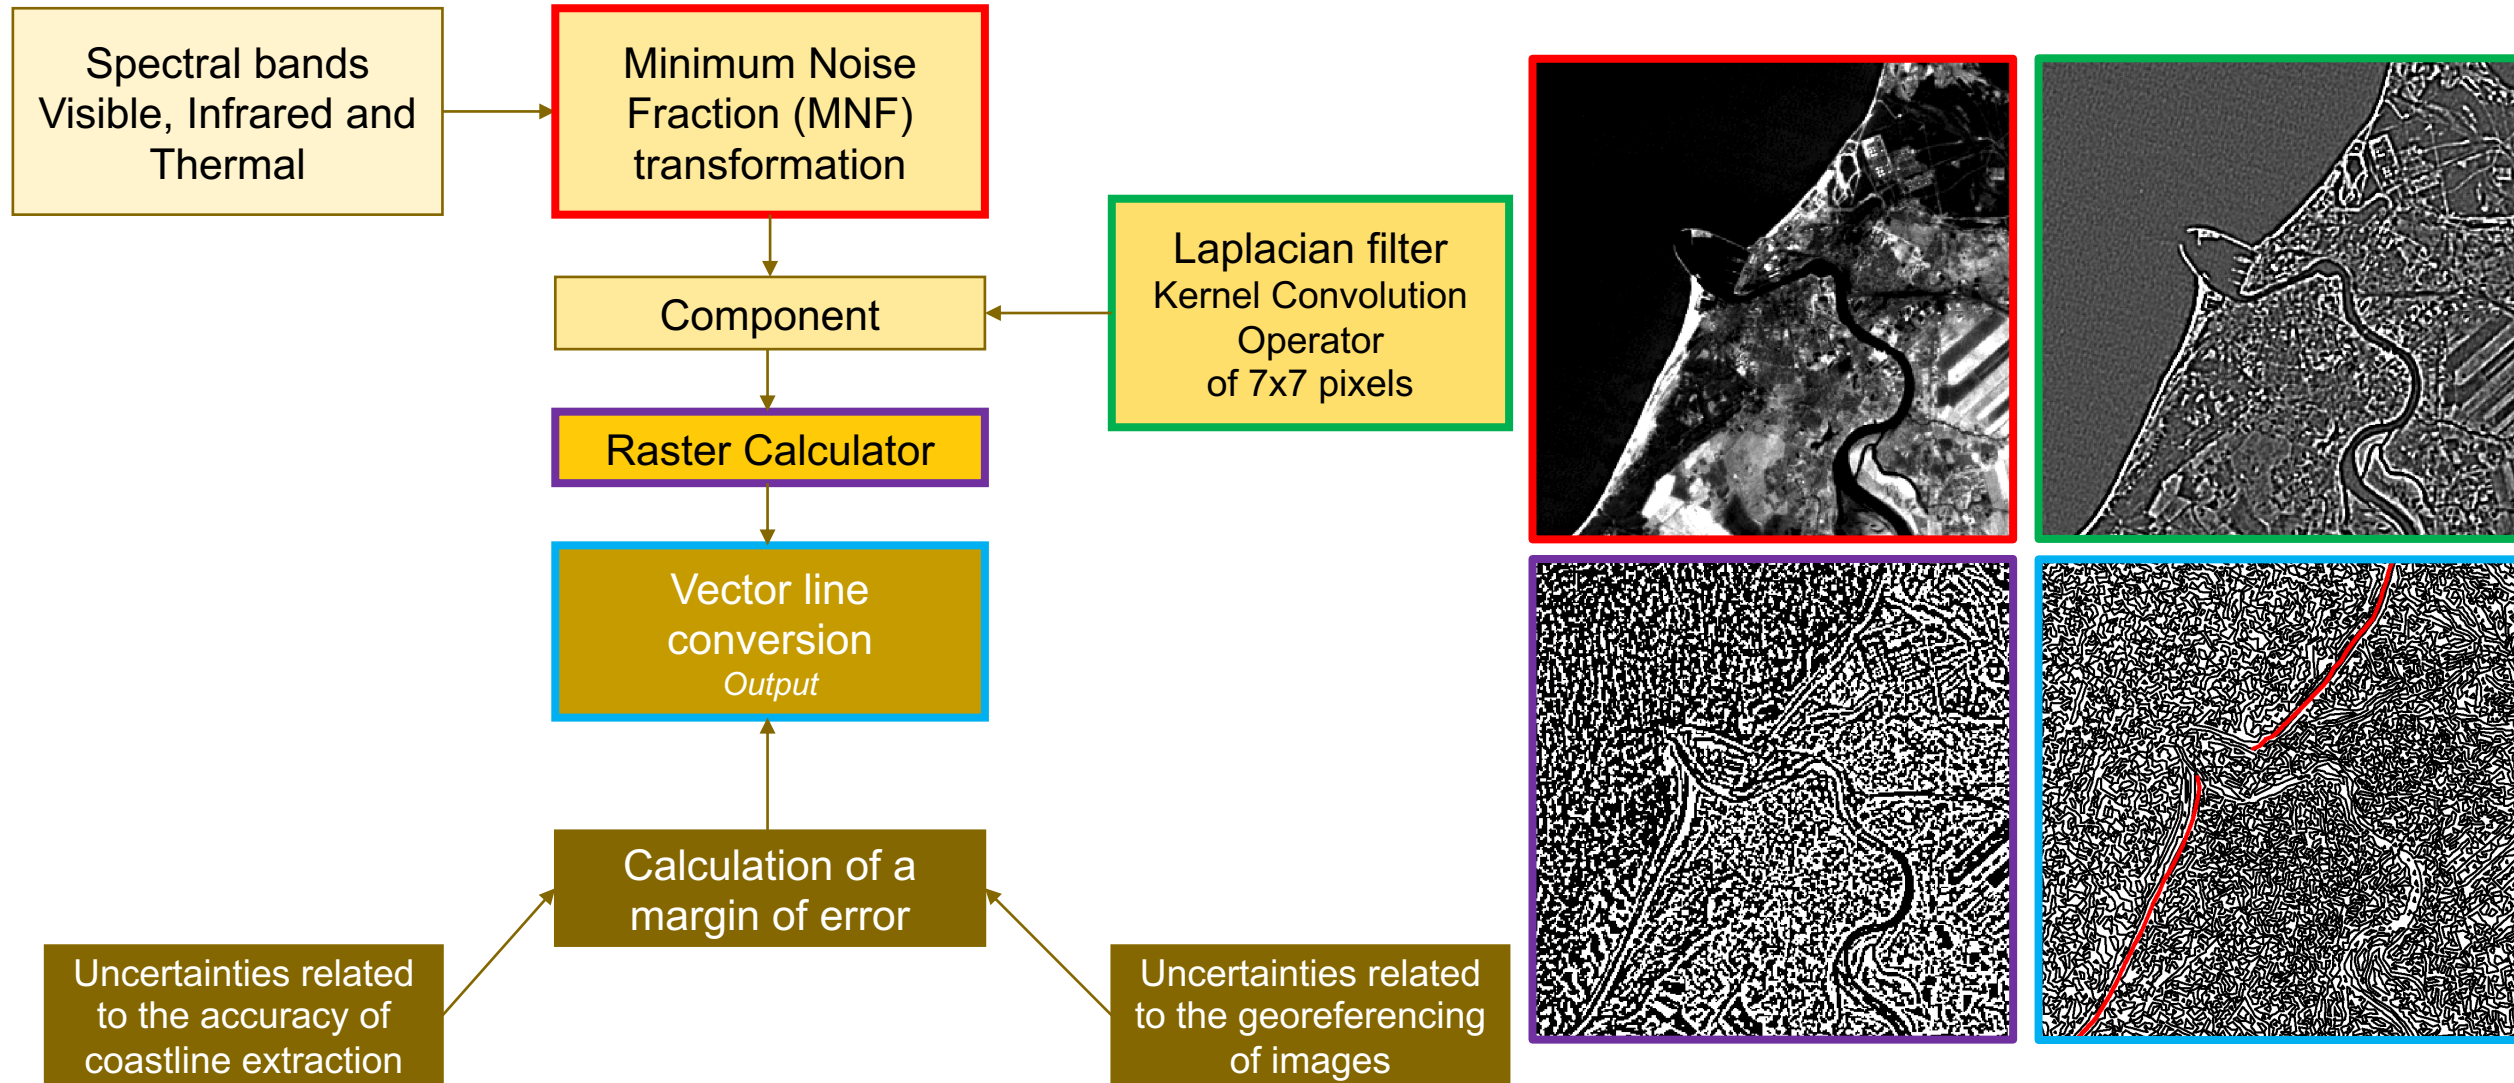 Spectral bands
Visible, Infrared and
Thermal
Minimum Noise
Fraction (MNF)
transformation
Component
Laplacian filter
Kernel Convolution
Operator
of 7x7 pixels
Raster Calculator
Vector line
conversion
Output
Calculation of a
margin of error
Uncertainties related
to the accuracy of
coastline extraction
Uncertainties related
to the georeferencing
of images